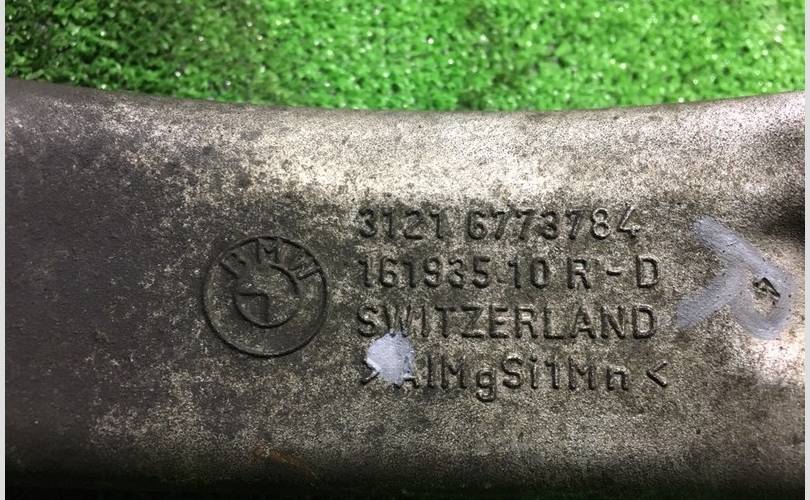 BMW
3121 6773784
161935 10 R-D
SWITZERLAND
>AlMgSi1Mn<
R